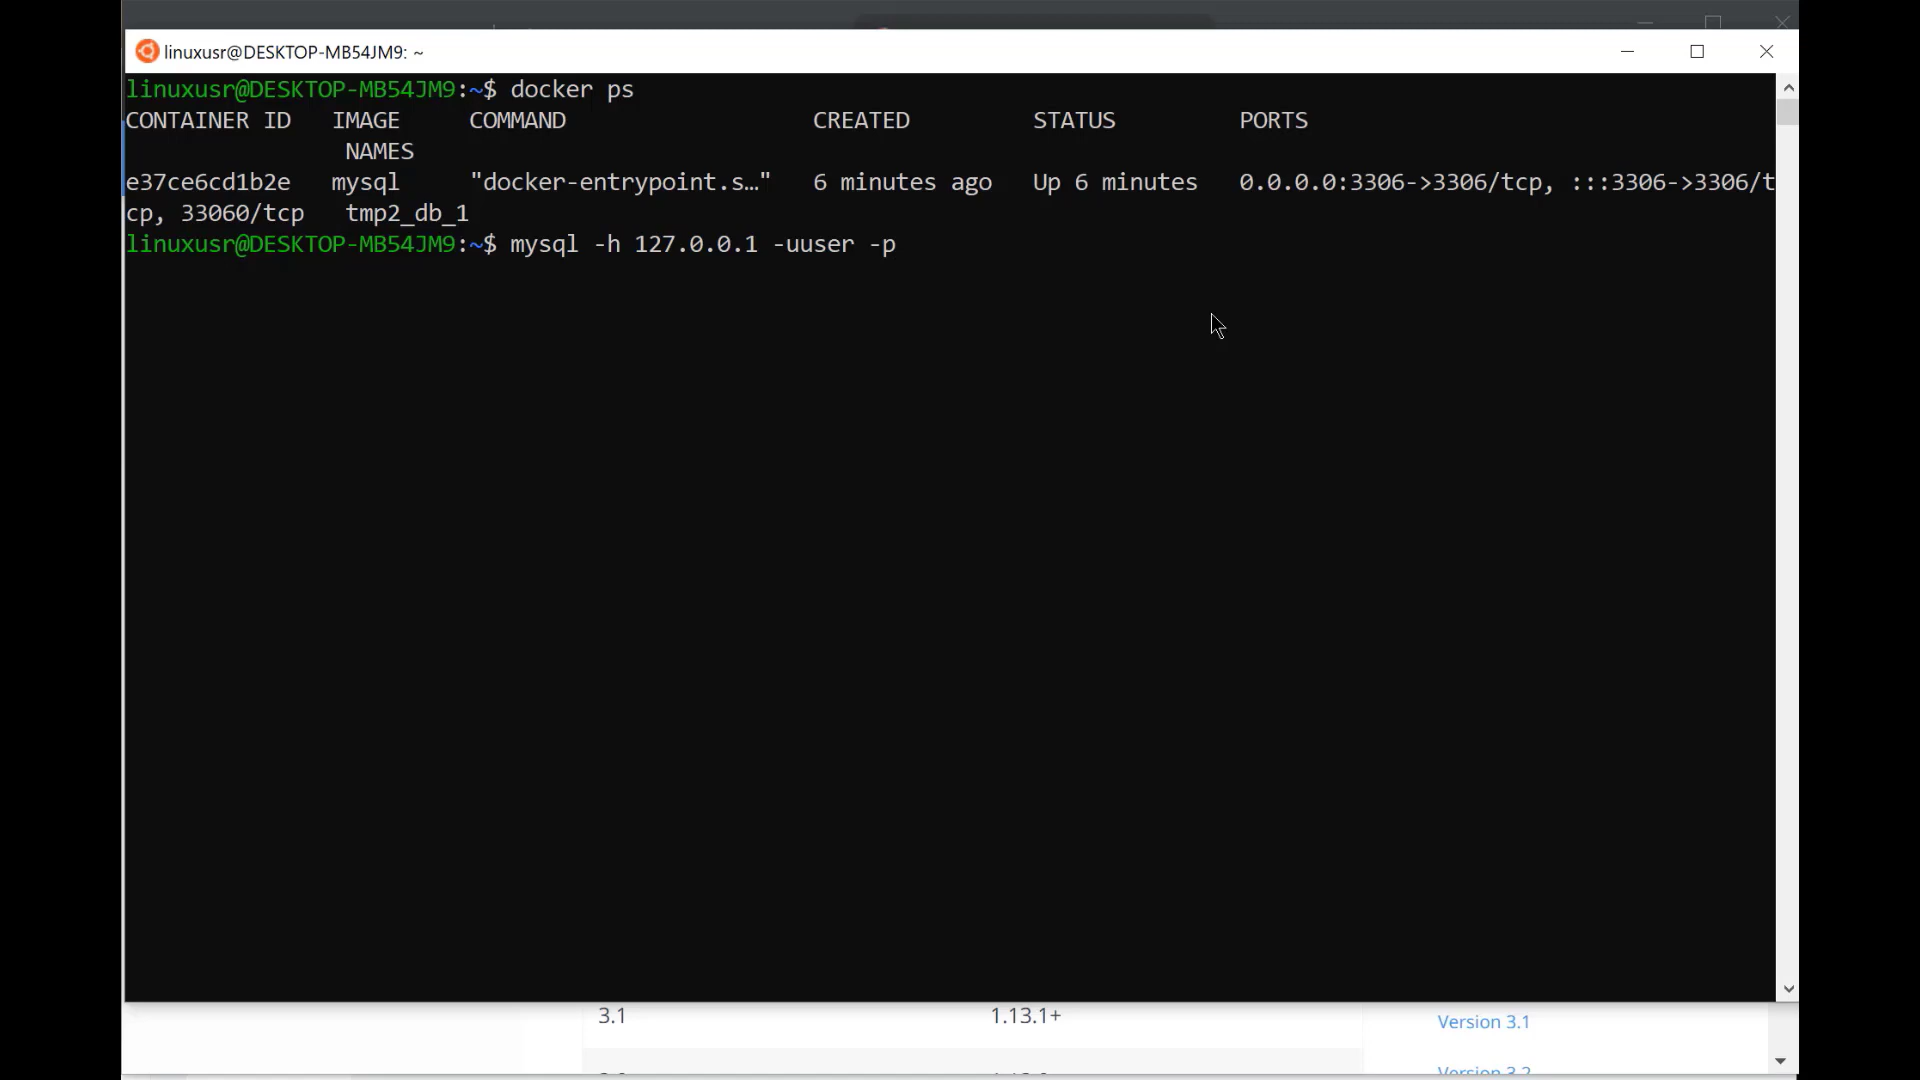 linuxusr@DESKTOP-MB54JM9: ~
linuxusr@DESKTOP-MB54JM9:~$ docker ps
CONTAINER ID   IMAGE     COMMAND                  CREATED         STATUS         PORTS
                NAMES
e37ce6cd1b2e   mysql     "docker-entrypoint.s…"   6 minutes ago   Up 6 minutes   0.0.0.0:3306->3306/tcp, :::3306->3306/t
cp, 33060/tcp   tmp2_db_1
linuxusr@DESKTOP-MB54JM9:~$ mysql -h 127.0.0.1 -uuser -p
3.1 1.13.1+ Version 3.1
Version 3.2